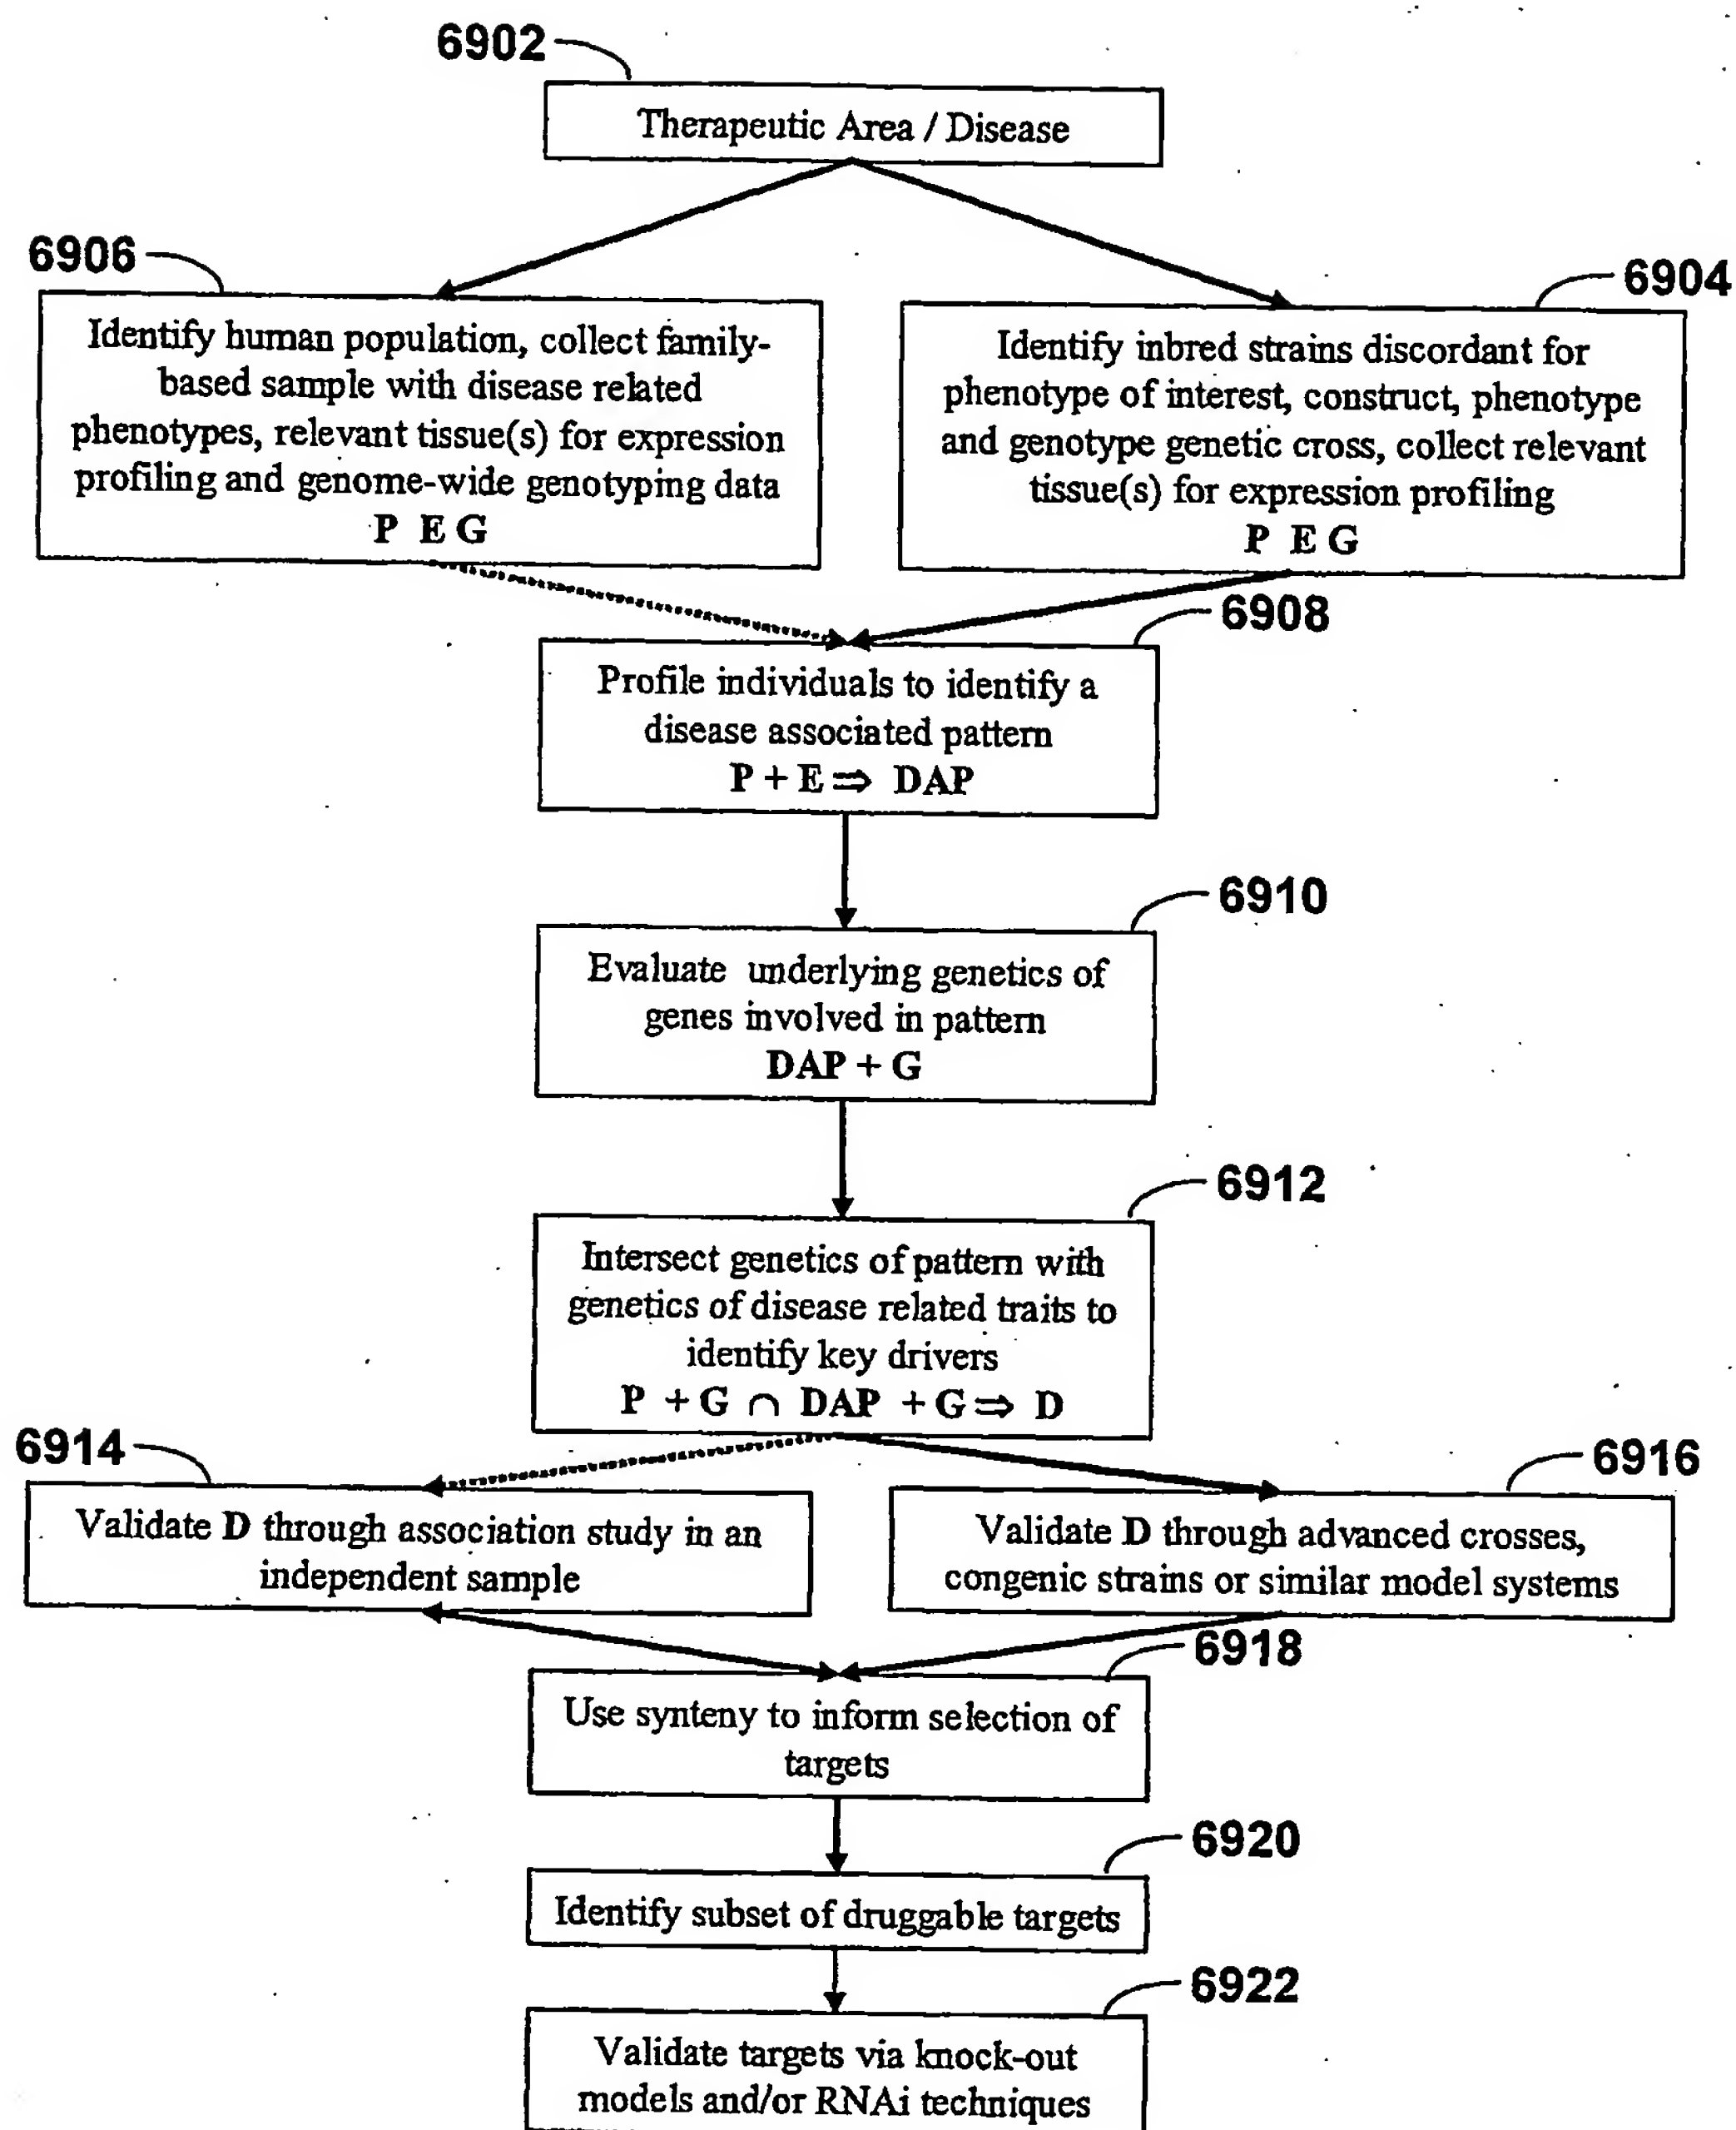 6902
Therapeutic Area / Disease
6906
Identify human population, collect family-
based sample with disease related
phenotypes, relevant tissue(s) for expression
profiling and genome-wide genotyping data
P E G
6904
Identify inbred strains discordant for
phenotype of interest, construct, phenotype
and genotype genetic cross, collect relevant
tissue(s) for expression profiling
P E G
6908
Profile individuals to identify a
disease associated pattern
P + E ⇒ DAP
6910
Evaluate underlying genetics of
genes involved in pattern
DAP + G
6912
Intersect genetics of pattern with
genetics of disease related traits to
identify key drivers
P + G ∩ DAP + G ⇒ D
6914
Validate D through association study in an
independent sample
6916
Validate D through advanced crosses,
congenic strains or similar model systems
6918
Use synteny to inform selection of
targets
6920
Identify subset of druggable targets
6922
Validate targets via knock-out
models and/or RNAi techniques